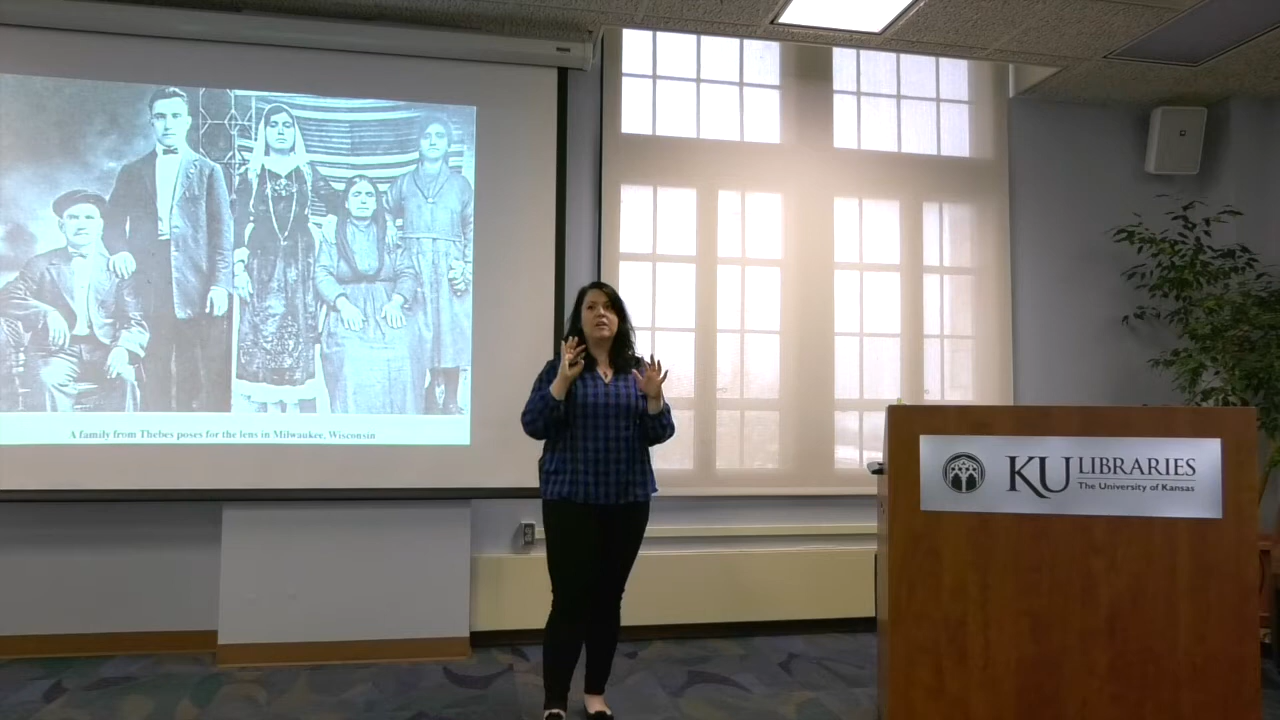 A family from Thebes poses for the lens in Milwaukee, Wisconsin
KU LIBRARIES
The University of Kansas